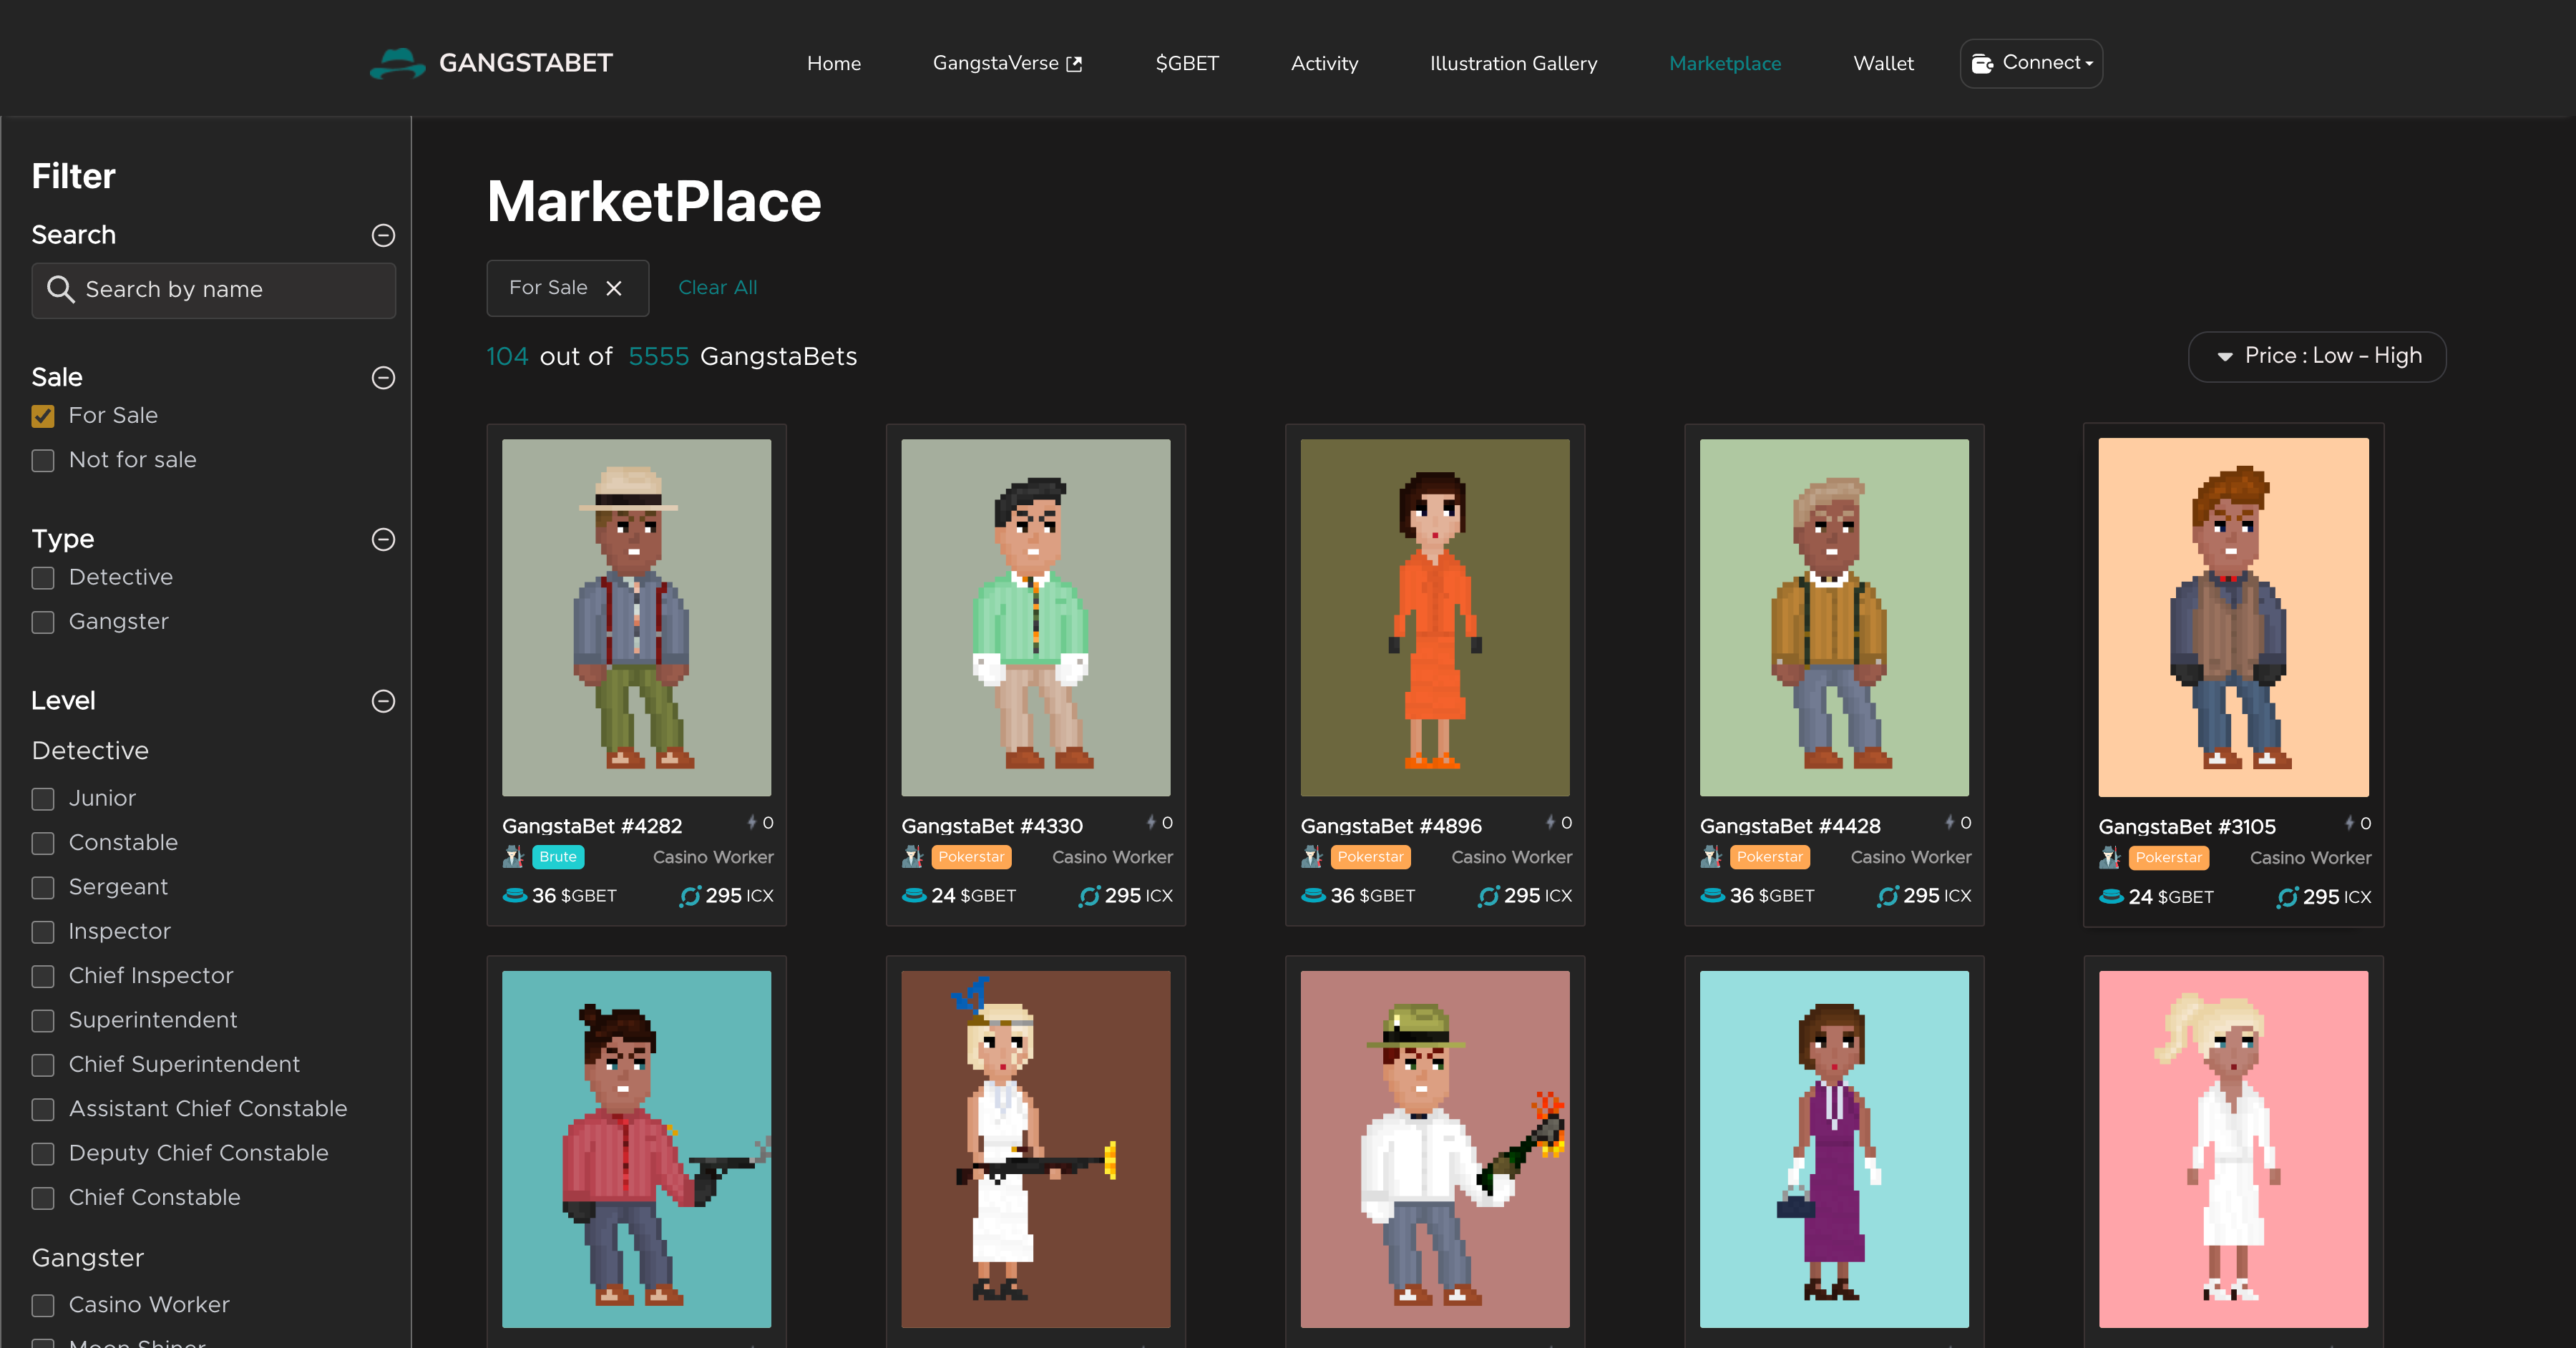 GANGSTABET
Home
GangstaVerse
$GBET
Activity
Illustration Gallery
Marketplace
Wallet
Connect
Filter
Search
Search by name
Sale
For Sale
Not for sale
Type
Detective
Gangster
Level
Detective
Junior
Constable
Sergeant
Inspector
Chief Inspector
Superintendent
Chief Superintendent
Assistant Chief Constable
Deputy Chief Constable
Chief Constable
Gangster
Casino Worker
Moon Shiner
MarketPlace
For Sale
Clear All
104 out of 5555 GangstaBets
Price : Low - High
GangstaBet #4282 0
Brute Casino Worker
36 $GBET 295 ICX
GangstaBet #4330 0
Pokerstar Casino Worker
24 $GBET 295 ICX
GangstaBet #4896 0
Pokerstar Casino Worker
36 $GBET 295 ICX
GangstaBet #4428 0
Pokerstar Casino Worker
36 $GBET 295 ICX
GangstaBet #3105 0
Pokerstar Casino Worker
24 $GBET 295 ICX